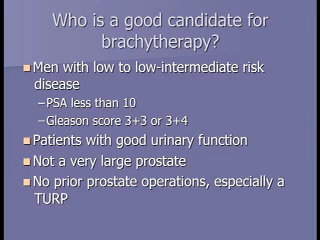 Who is a good candidate for
brachytherapy?
Men with low to low-intermediate risk
disease
–PSA less than 10
–Gleason score 3+3 or 3+4
Patients with good urinary function
Not a very large prostate
No prior prostate operations, especially a
TURP